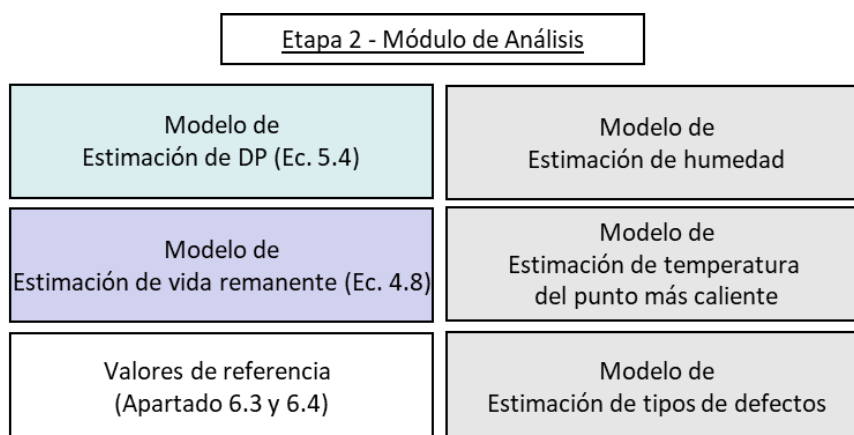 Etapa 2 - Módulo de Análisis
Modelo de
Estimación de DP (Ec. 5.4)
Modelo de
Estimación de humedad
Modelo de
Estimación de vida remanente (Ec. 4.8)
Modelo de
Estimación de temperatura
del punto más caliente
Valores de referencia
(Apartado 6.3 y 6.4)
Modelo de
Estimación de tipos de defectos